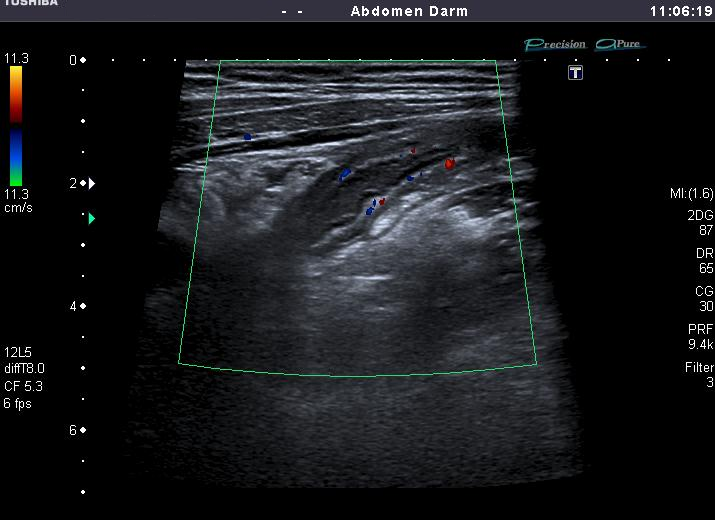 TOSHIBA
- - Abdomen Darm 11:06:19
Precision APure
T
11.3
11.3
cm/s
0
2
4
6
MI:(1.6)
2DG
87
DR
65
CG
30
PRF
9.4k
Filter
3
12L5
diffT8.0
CF 5.3
6 fps